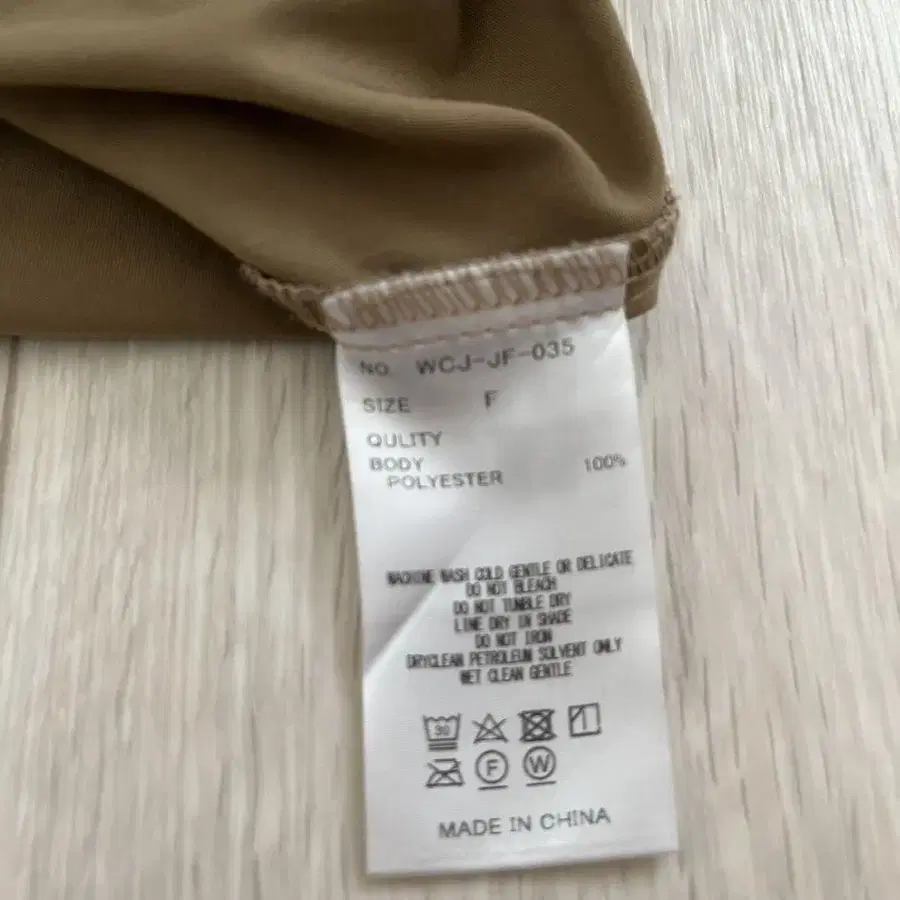 NO. WCJ-JF-035
SIZE F
QULITY
BODY
POLYESTER 100%
MACHINE WASH COLD GENTLE OR DELICATE
DO NOT BLEACH
DO NOT TUMBLE DRY
LINE DRY IN SHADE
DO NOT IRON
DRYCLEAN PETROLEUM SOLVENT ONLY
WET CLEAN GENTLE
30
F W
MADE IN CHINA